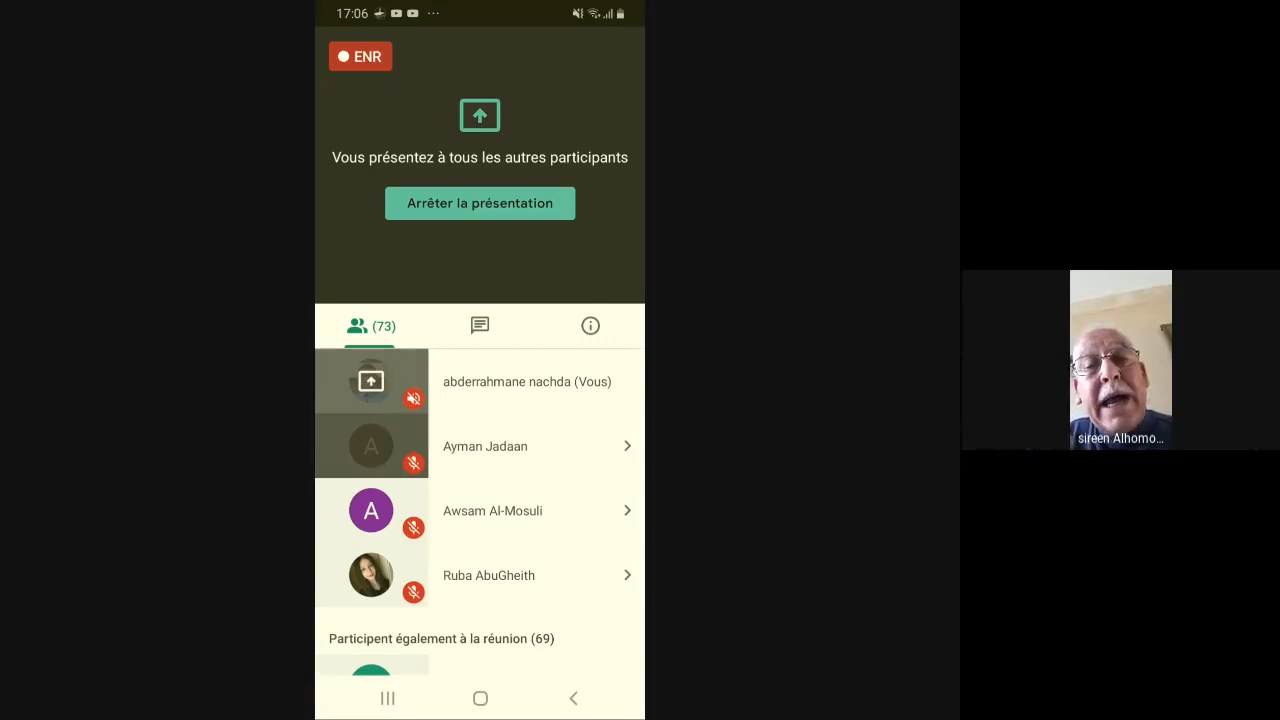 17:06
ENR
Vous présentez à tous les autres participants
Arrêter la présentation
(73)
abderrahmane nachda (Vous)
A
Ayman Jadaan
A
Awsam Al-Mosuli
Ruba AbuGheith
Participent également à la réunion (69)
sireen Alhomo...